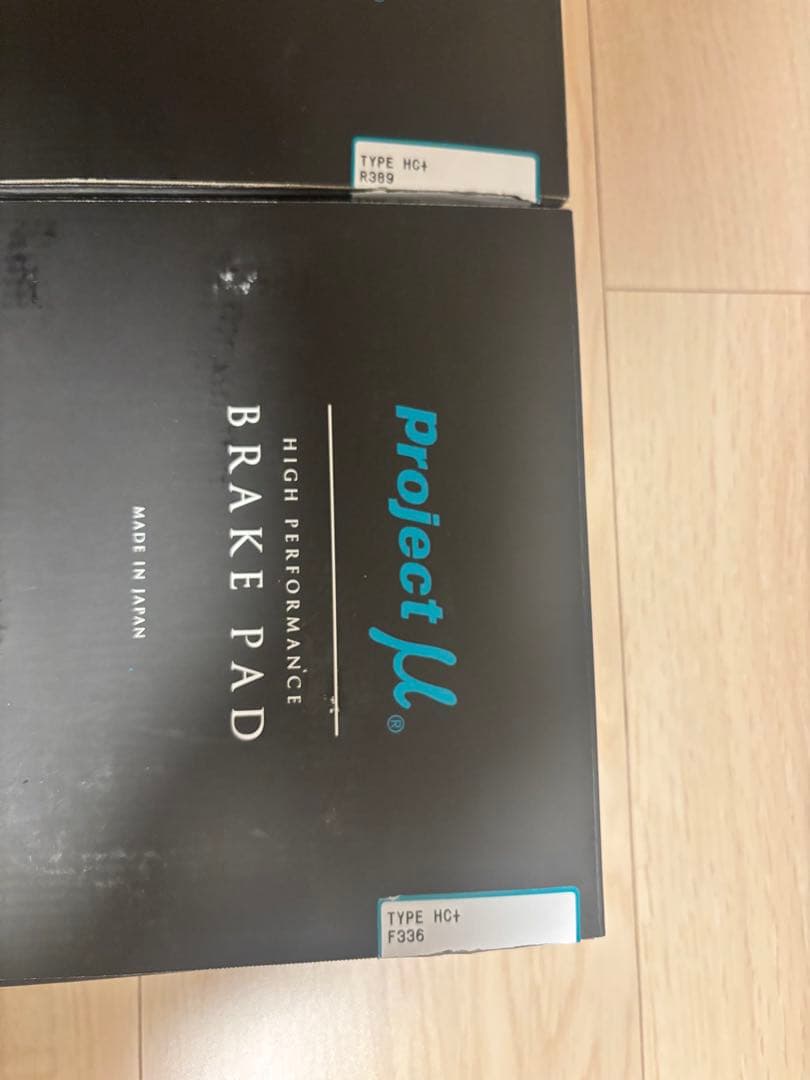 TYPE HC+
R389
Project μ®
HIGH PERFORMANCE
BRAKE PAD
MADE IN JAPAN
TYPE HC+
F336